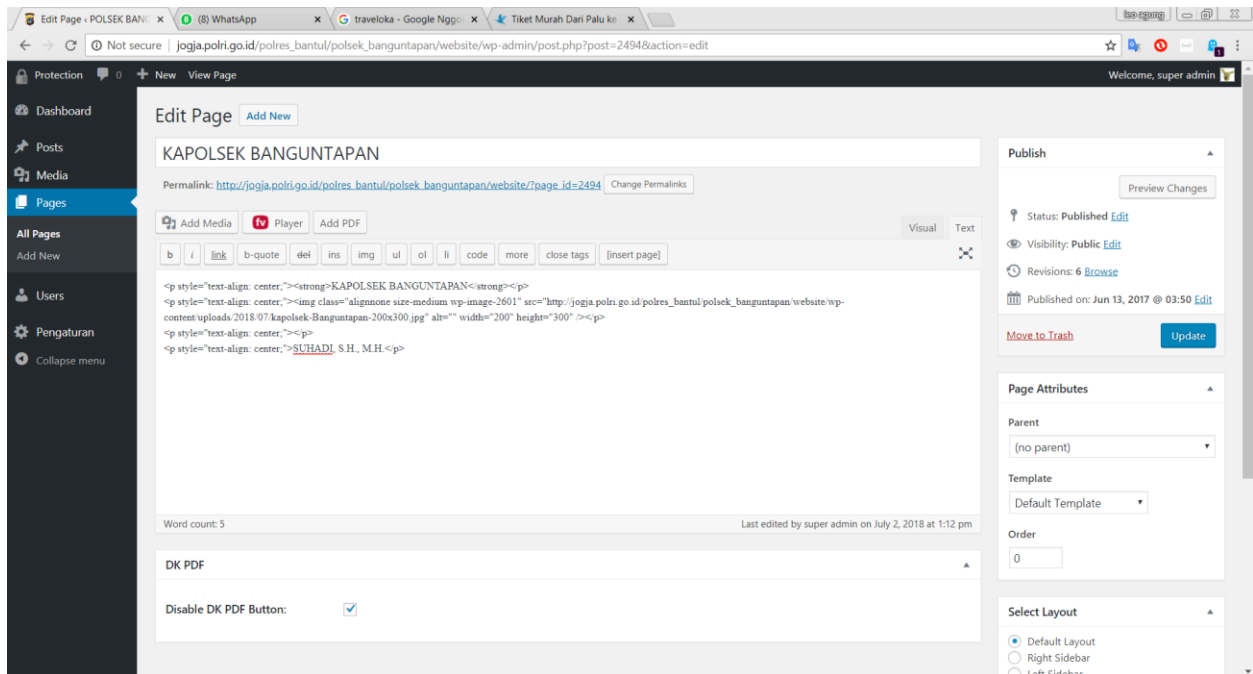 Edit Page ‹ POLSEK BANG
(8) WhatsApp
traveloka - Google Nggo
Tiket Murah Dari Palu ke
Not secure | jogja.polri.go.id/polres_bantul/polsek_banguntapan/website/wp-admin/post.php?post=2494&action=edit
1
Protection 0 New View Page Welcome, super admin
Dashboard
Posts
Media
Pages
All Pages
Add New
Users
Pengaturan
Collapse menu
Edit Page Add New
KAPOLSEK BANGUNTAPAN
Permalink: http://jogja.polri.go.id/polres_bantul/polsek_banguntapan/website/?page_id=2494 Change Permalinks
Add Media fv Player Add PDF Visual Text
b i link b-quote del ins img ul ol li code more close tags [insert page]
<p style="text-align: center;"><strong>KAPOLSEK BANGUNTAPAN</strong></p>
<p style="text-align: center;"><img class="alignnone size-medium wp-image-2601" src="http://jogja.polri.go.id/polres_bantul/polsek_banguntapan/website/wp-
content/uploads/2018/07/kapolsek-Banguntapan-200x300.jpg" alt="" width="200" height="300" /></p>
<p style="text-align: center;"></p>
<p style="text-align: center;">SUHADI, S.H., M.H.</p>
Word count: 5 Last edited by super admin on July 2, 2018 at 1:12 pm
DK PDF
Disable DK PDF Button:
Publish
Preview Changes
Status: Published Edit
Visibility: Public Edit
Revisions: 6 Browse
Published on: Jun 13, 2017 @ 03:50 Edit
Move to Trash Update
Page Attributes
Parent
(no parent)
Template
Default Template
Order
0
Select Layout
Default Layout
Right Sidebar
Left Sidebar